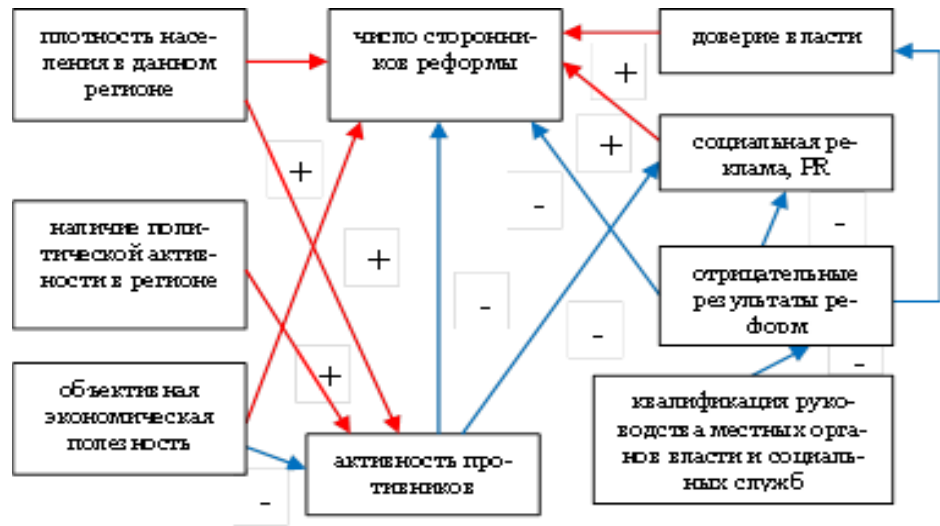 плотность насе-
ления в данном
регионе
число сторонни-
ков реформы
доверие власти
+
социальная ре-
клама, PR
+
+
-
-
наличие поли-
тической актив-
ности в регионе
+
-
-
отрицательные
результаты ре-
форм
-
+
объективная
экономическая
полезность
квалификация руко-
водства местных орга-
нов власти и социаль-
ных служб
активность про-
тивников
-